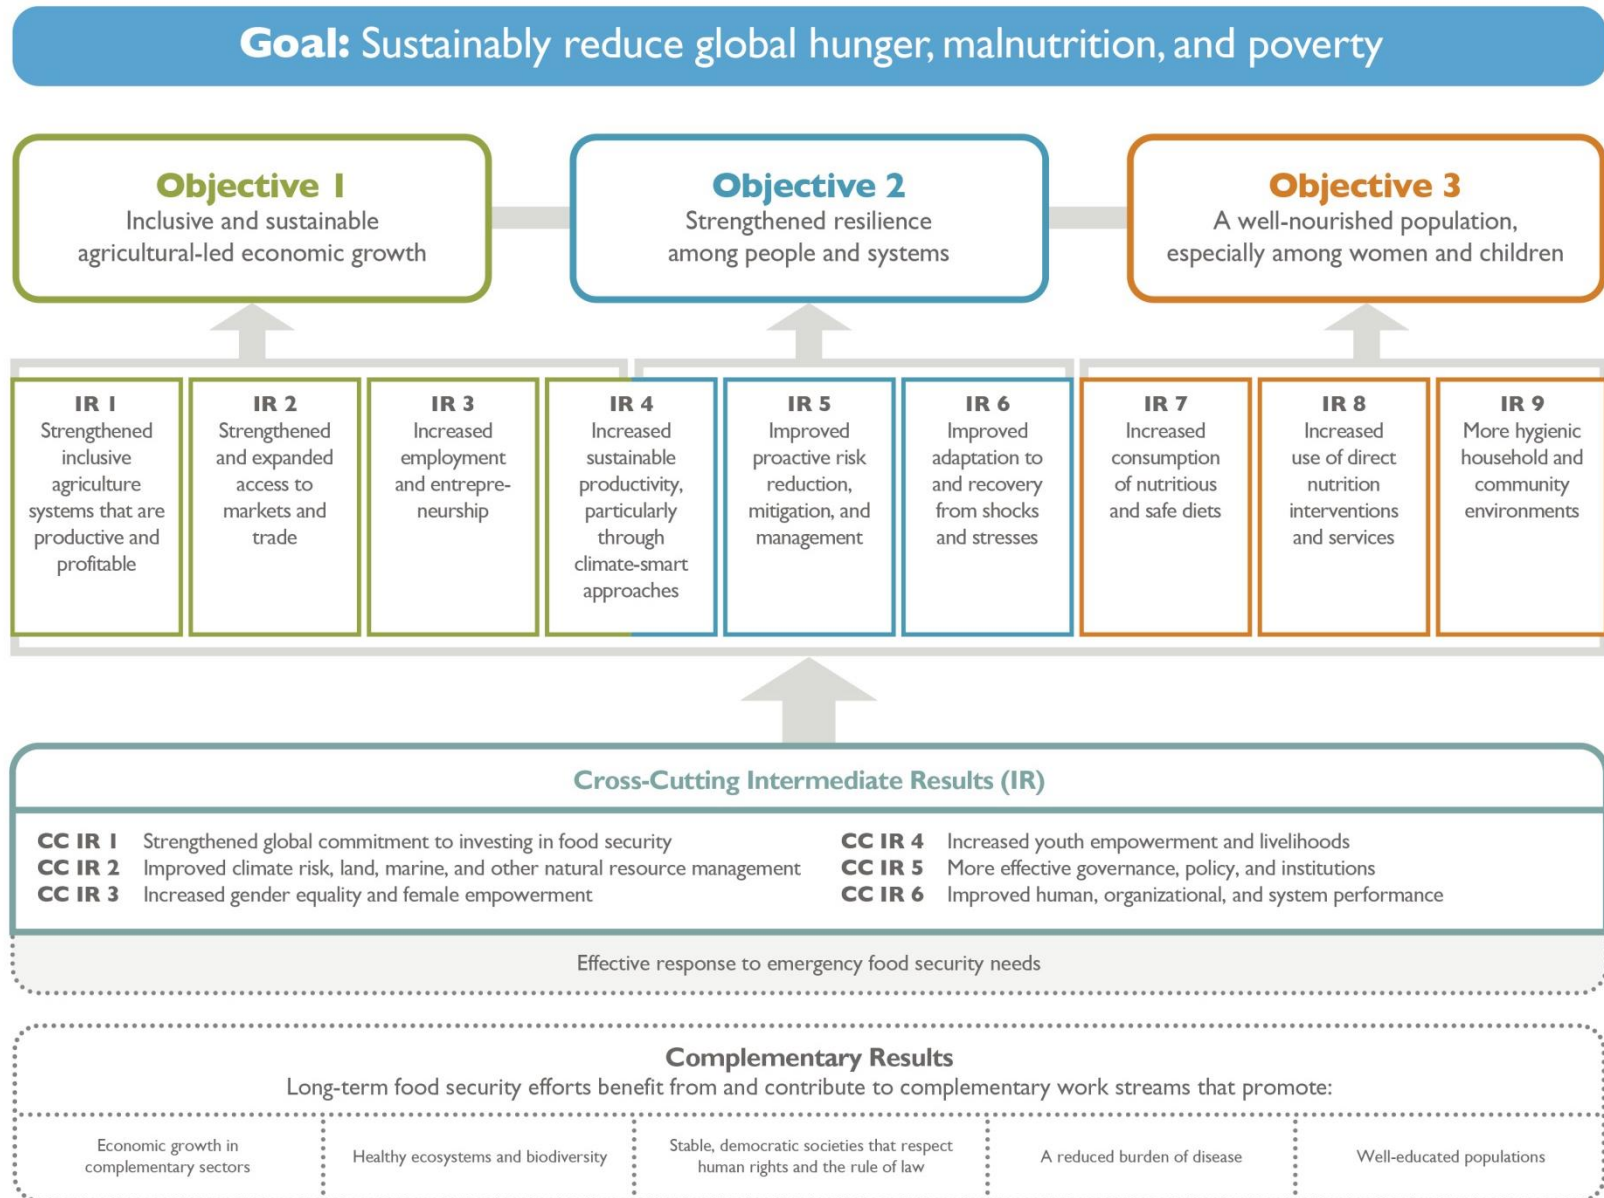 Goal: Sustainably reduce global hunger, malnutrition, and poverty
Objective 1
Inclusive and sustainable
agricultural-led economic growth
Objective 2
Strengthened resilience
among people and systems
Objective 3
A well-nourished population,
especially among women and children
IR 1
Strengthened
inclusive
agriculture
systems that are
productive and
profitable
IR 2
Strengthened
and expanded
access to
markets and
trade
IR 3
Increased
employment
and entrepre-
neurship
IR 4
Increased
sustainable
productivity,
particularly
through
climate-smart
approaches
IR 5
Improved
proactive risk
reduction,
mitigation, and
management
IR 6
Improved
adaptation to
and recovery
from shocks
and stresses
IR 7
Increased
consumption
of nutritious
and safe diets
IR 8
Increased
use of direct
nutrition
interventions
and services
IR 9
More hygienic
household and
community
environments
Cross-Cutting Intermediate Results (IR)
CC IR 1 Strengthened global commitment to investing in food security
CC IR 2 Improved climate risk, land, marine, and other natural resource management
CC IR 3 Increased gender equality and female empowerment
CC IR 4 Increased youth empowerment and livelihoods
CC IR 5 More effective governance, policy, and institutions
CC IR 6 Improved human, organizational, and system performance
Effective response to emergency food security needs
Complementary Results
Long-term food security efforts benefit from and contribute to complementary work streams that promote:
Economic growth in
complementary sectors
Healthy ecosystems and biodiversity
Stable, democratic societies that respect
human rights and the rule of law
A reduced burden of disease
Well-educated populations